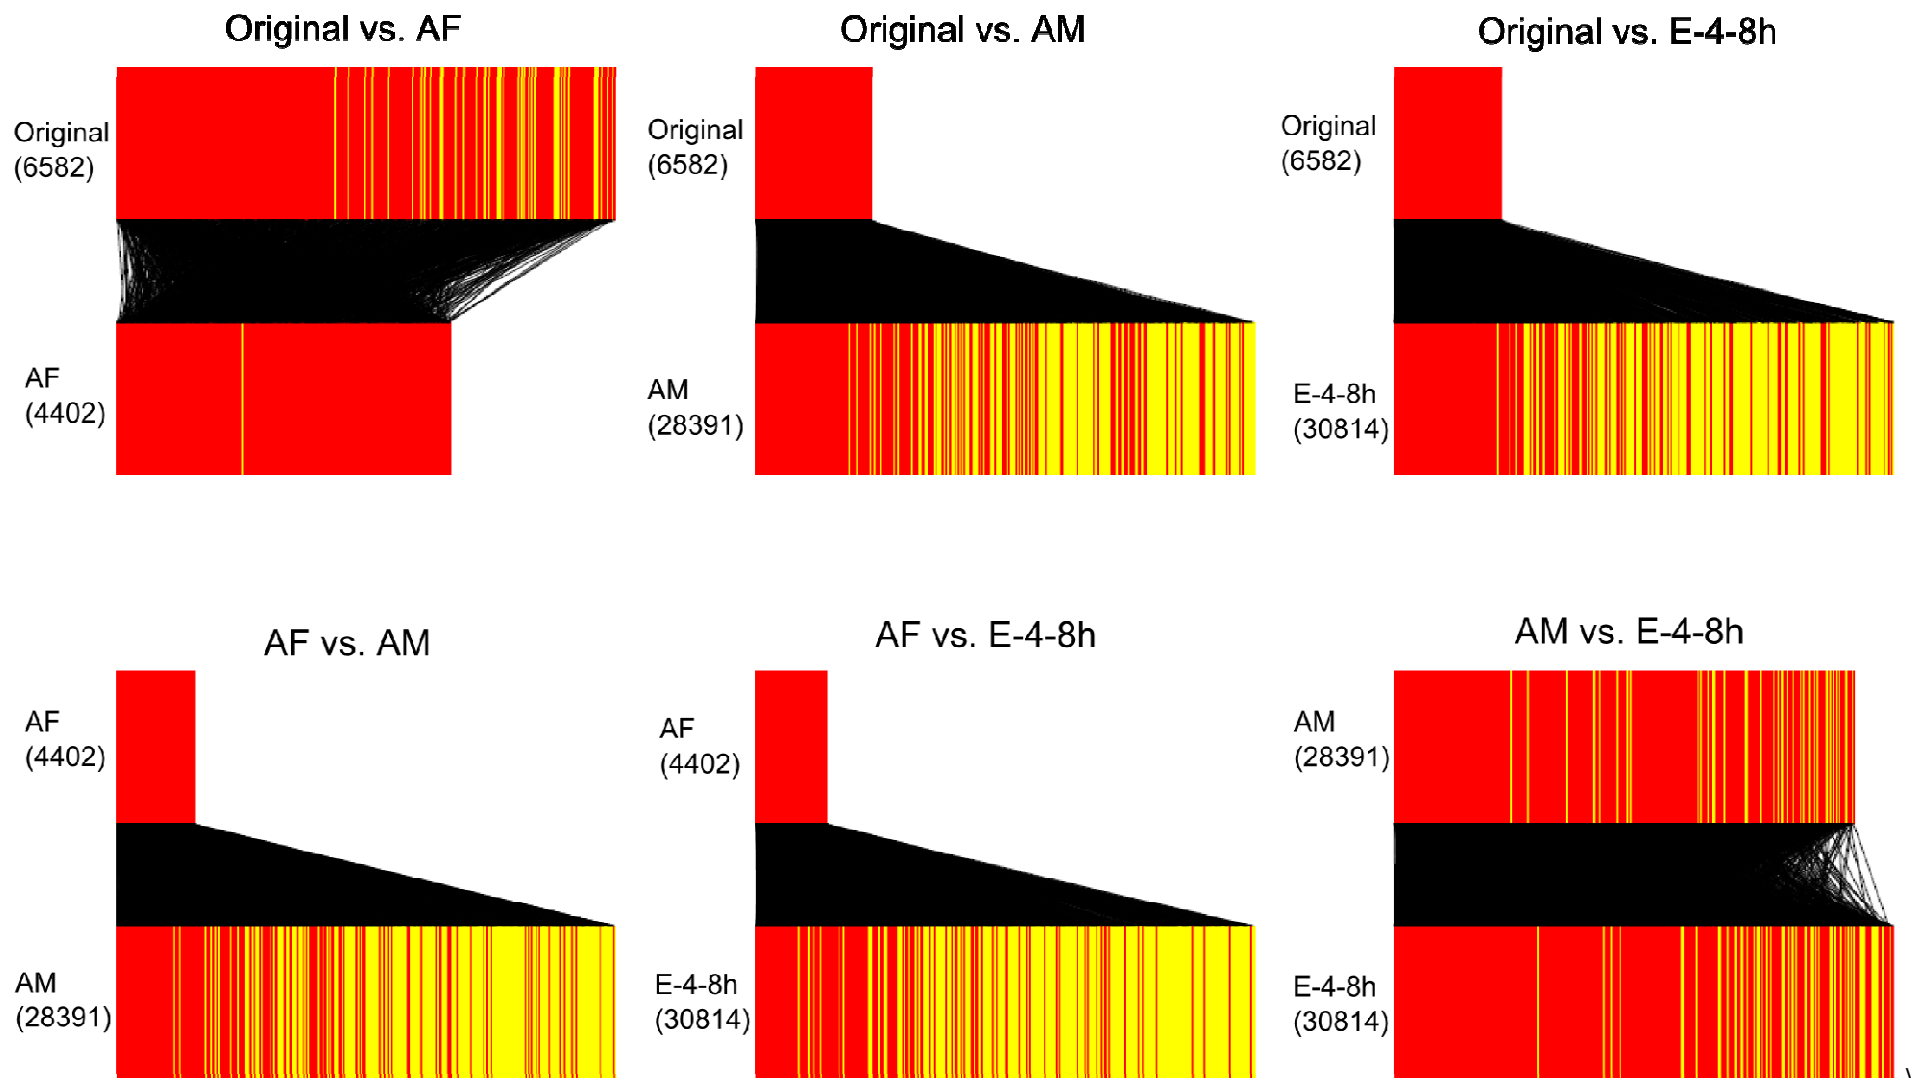 Original vs. AF
Original vs. AM
Original vs. E-4-8h
Original
(6582)
Original
(6582)
Original
(6582)
AF
(4402)
AM
(28391)
E-4-8h
(30814)
AF vs. AM
AF vs. E-4-8h
AM vs. E-4-8h
AF
(4402)
AF
(4402)
AM
(28391)
AM
(28391)
E-4-8h
(30814)
E-4-8h
(30814)